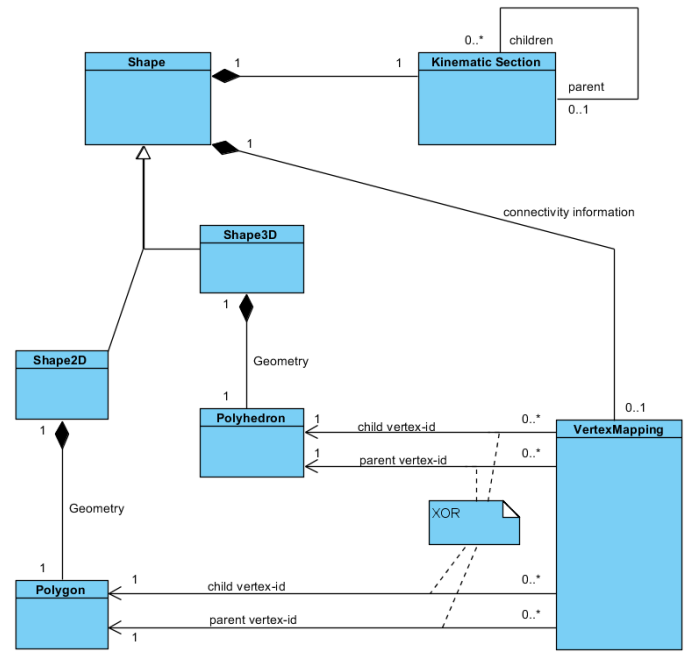 0..*
children
Shape
1
1
Kinematic Section
parent
0..1
1
connectivity information
Shape3D
1
Shape2D
Geometry
1
0..1
1
Polyhedron
1
child vertex-id
0..*
VertexMapping
1
parent vertex-id
0..*
Geometry
XOR
1
1
child vertex-id
0..*
Polygon
parent vertex-id
0..*
1